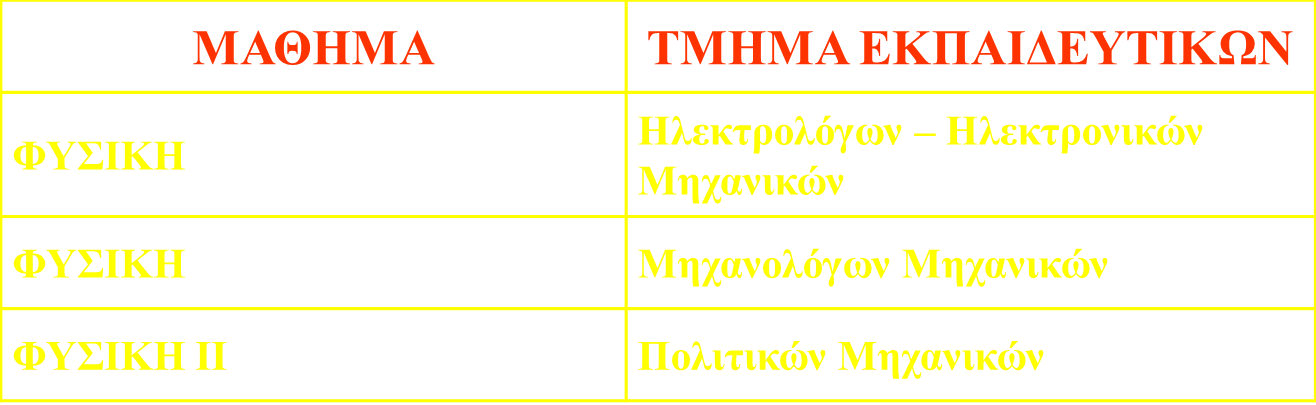 ΜΑΘΗΜΑ
ΤΜΗΜΑ ΕΚΠΑΙΔΕΥΤΙΚΩΝ
ΦΥΣΙΚΗ
Ηλεκτρολόγων – Ηλεκτρονικών
Μηχανικών
ΦΥΣΙΚΗ
Μηχανολόγων Μηχανικών
ΦΥΣΙΚΗ Π
Πολιτικών Μηχανικών